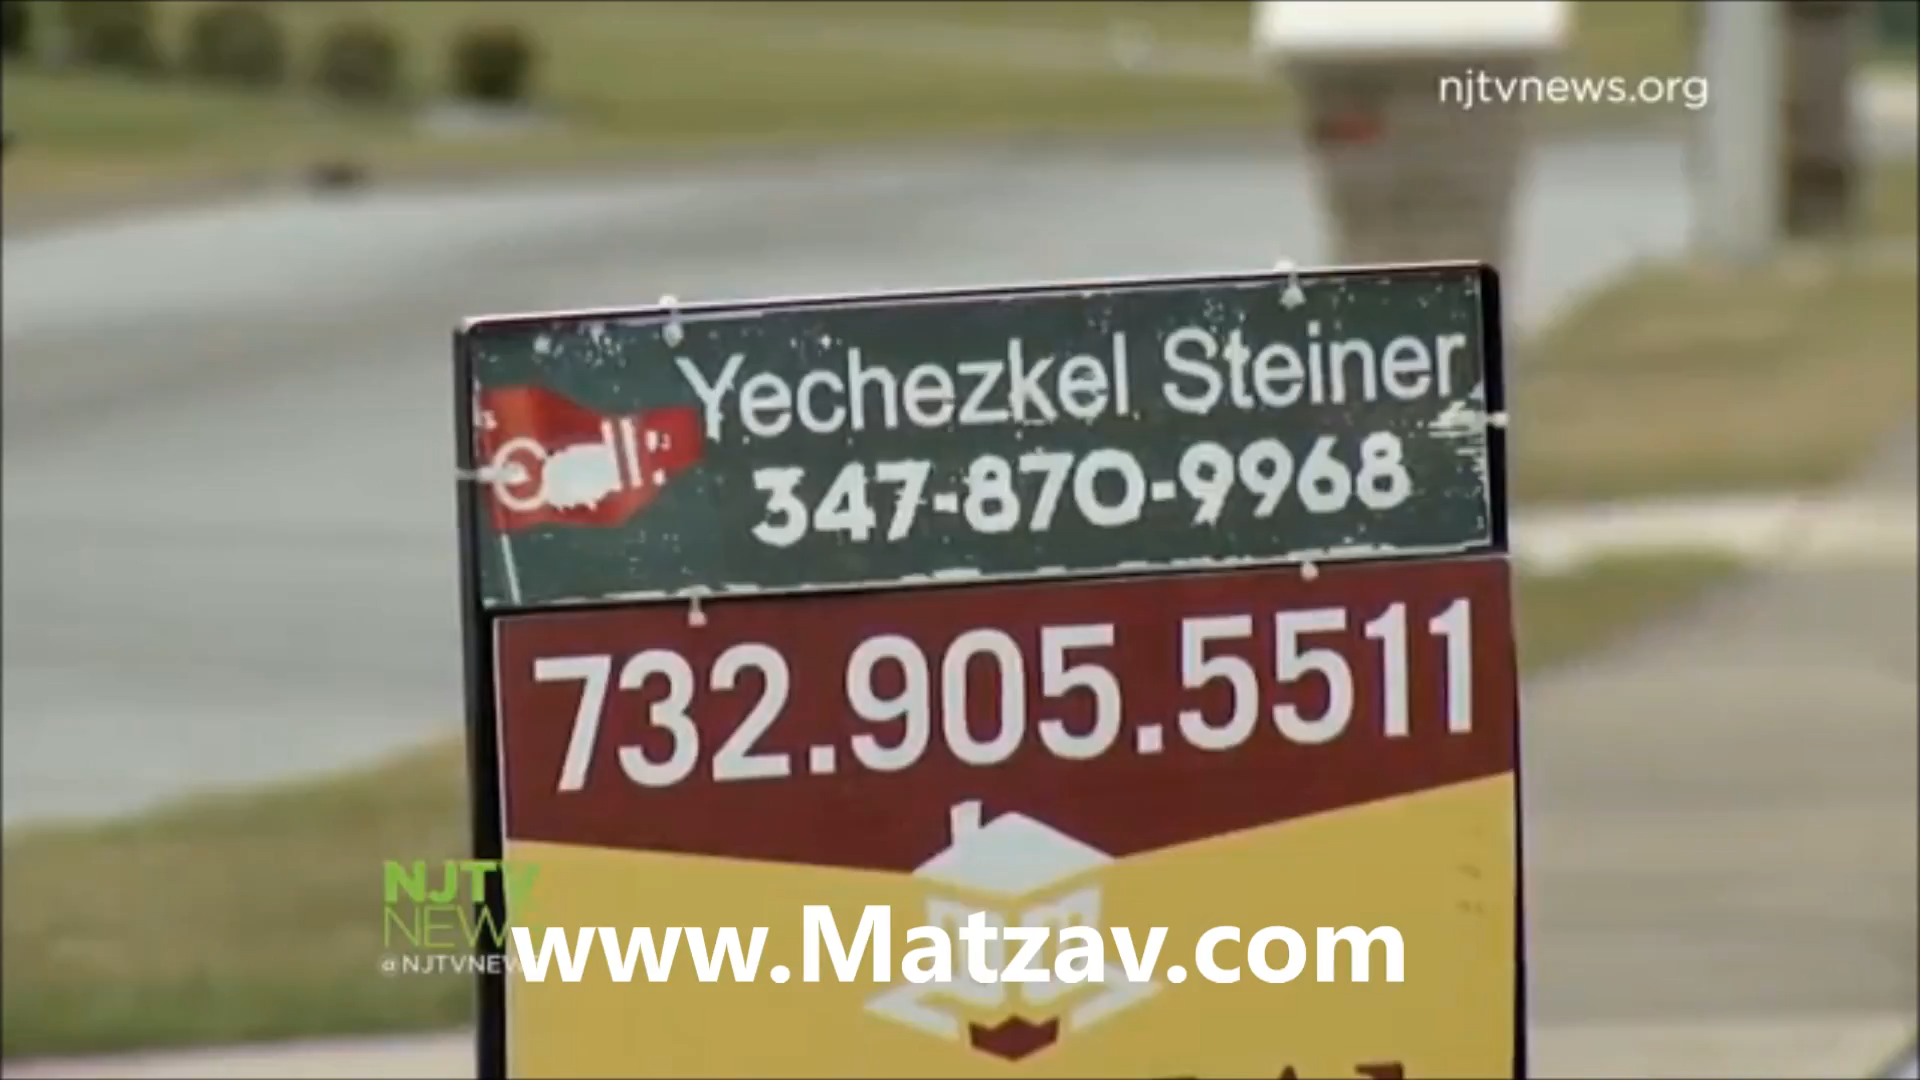 njtvnews.org
Yechezkel Steiner
Call:
347-870-9968
732.905.5511
NJTV
NEWS
@NJTVNEWS
www.Matzav.com